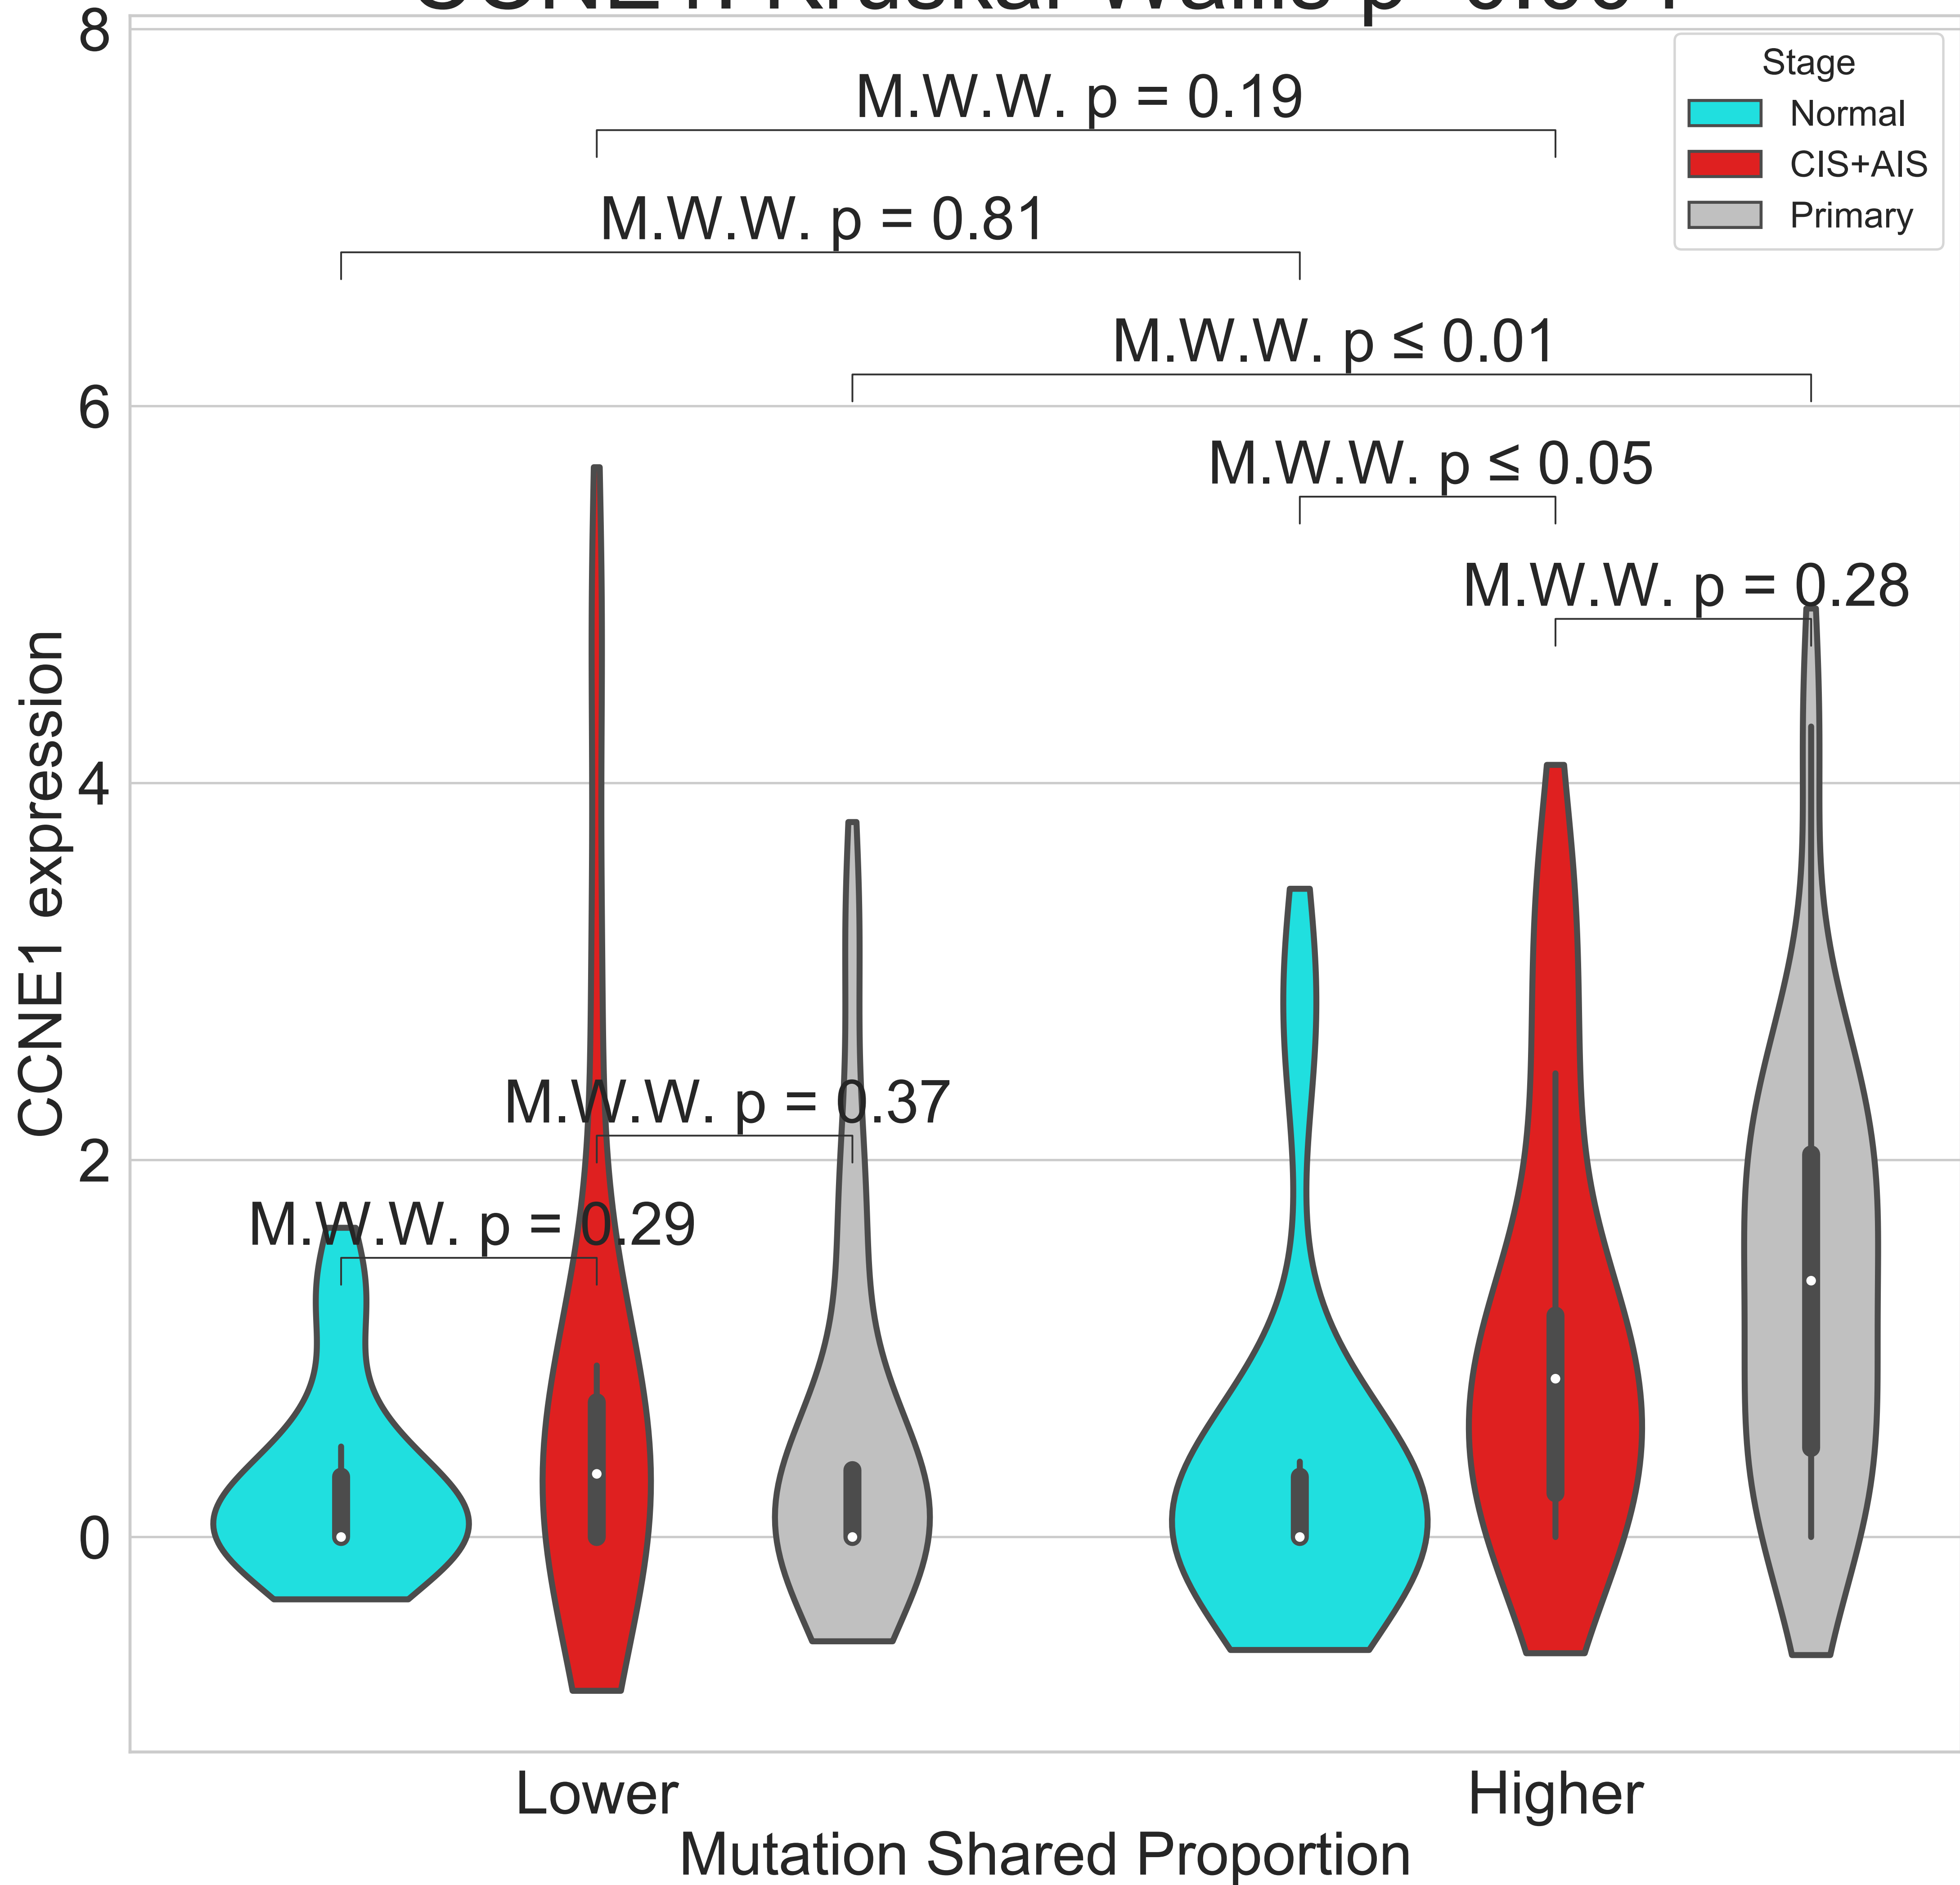 8
Stage
Normal
CIS+AIS
Primary
M.W.W. p = 0.19
M.W.W. p = 0.81
M.W.W. p ≤ 0.01
6
M.W.W. p ≤ 0.05
M.W.W. p = 0.28
4
CCNE1 expression
M.W.W. p = 0.37
2
M.W.W. p = 0.29
0
Lower
Higher
Mutation Shared Proportion